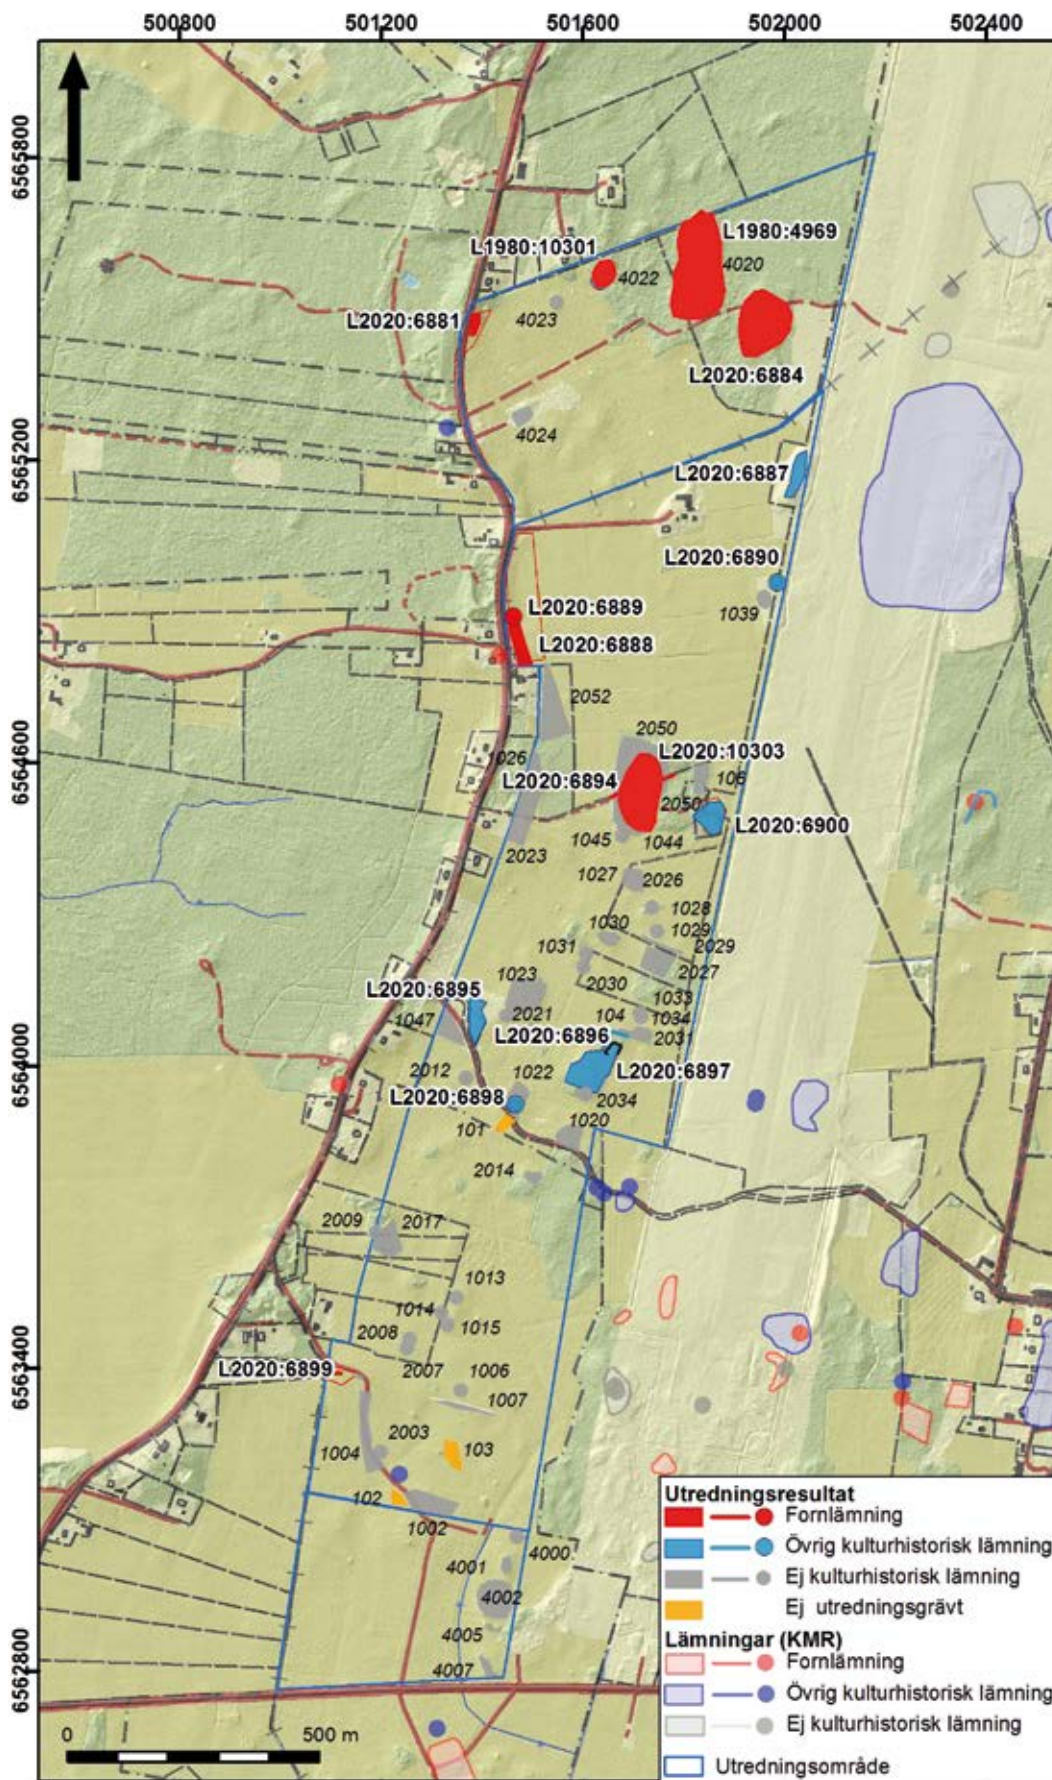 500800 501200 501600 502000 502400
6565800
L1980:10301
L1980:4969
4022
4020
L2020:6881
4023
L2020:6884
4024
6565200
L2020:6887
L2020:6890
1039
L2020:6889
L2020:6888
2052
2050
6564600
1026
L2020:10303
L2020:6894
106
2050
L2020:6900
1045
1044
2023
1027
2026
1028
1030
1029
2029
1031
2027
1023
2030
L2020:6895
1033
104
1034
1047
2021
L2020:6896
2031
6564000
L2020:6897
2012
1022
L2020:6898
2034
101
1020
2014
2009
2017
1013
1014
1015
2008
6563400
L2020:6899
2007
1006
1007
2003
1004
103
102
1002
4000
4001
4002
4005
6562800
4007
0 500 m
Utredningsresultat
Fornlämning
Övrig kulturhistorisk lämning
Ej kulturhistorisk lämning
Ej utredningsgrävt
Lämningar (KMR)
Fornlämning
Övrig kulturhistorisk lämning
Ej kulturhistorisk lämning
Utredningsområde